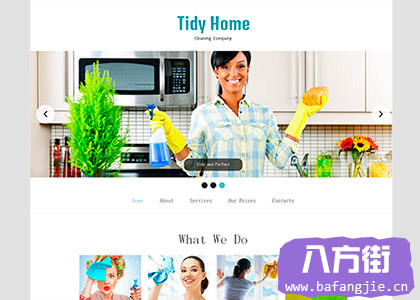 Tidy Home
Cleaning Company
Tidy and Perfect
Home About Services Our Prices Contacts
What We Do
八方街
www.bafangjie.cn